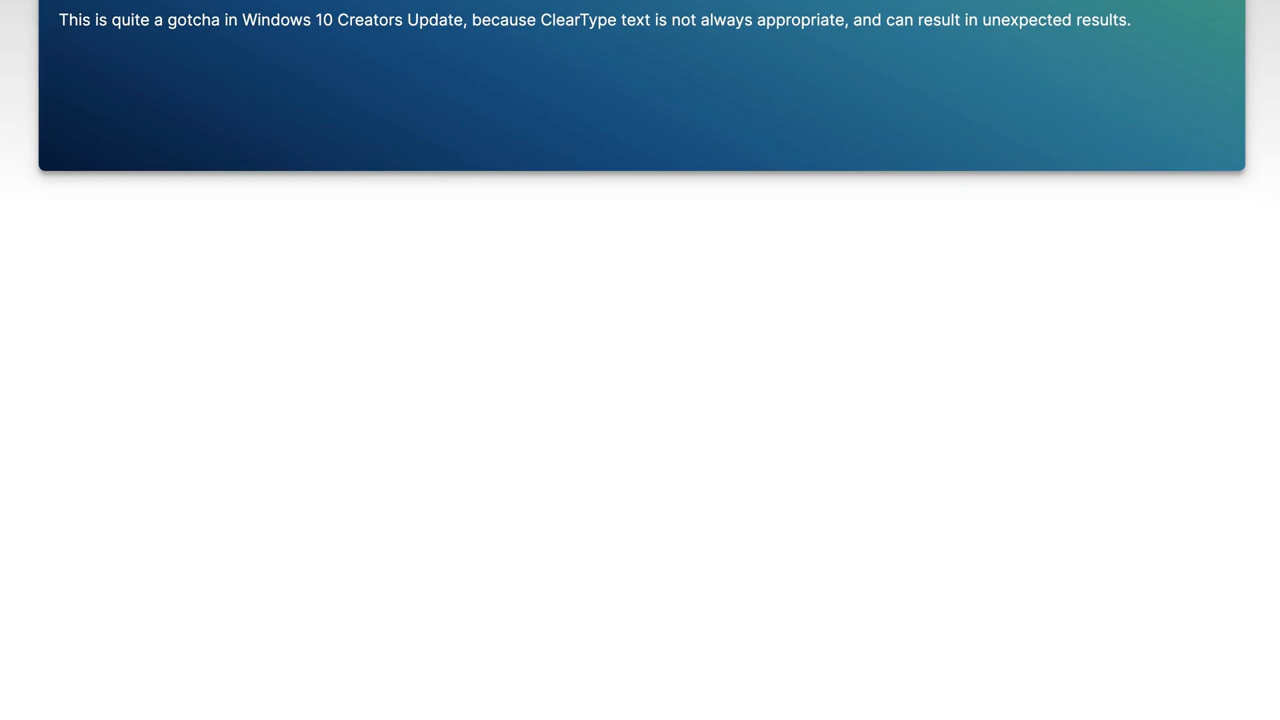 This is quite a gotcha in Windows 10 Creators Update, because ClearType text is not always appropriate, and can result in unexpected results.